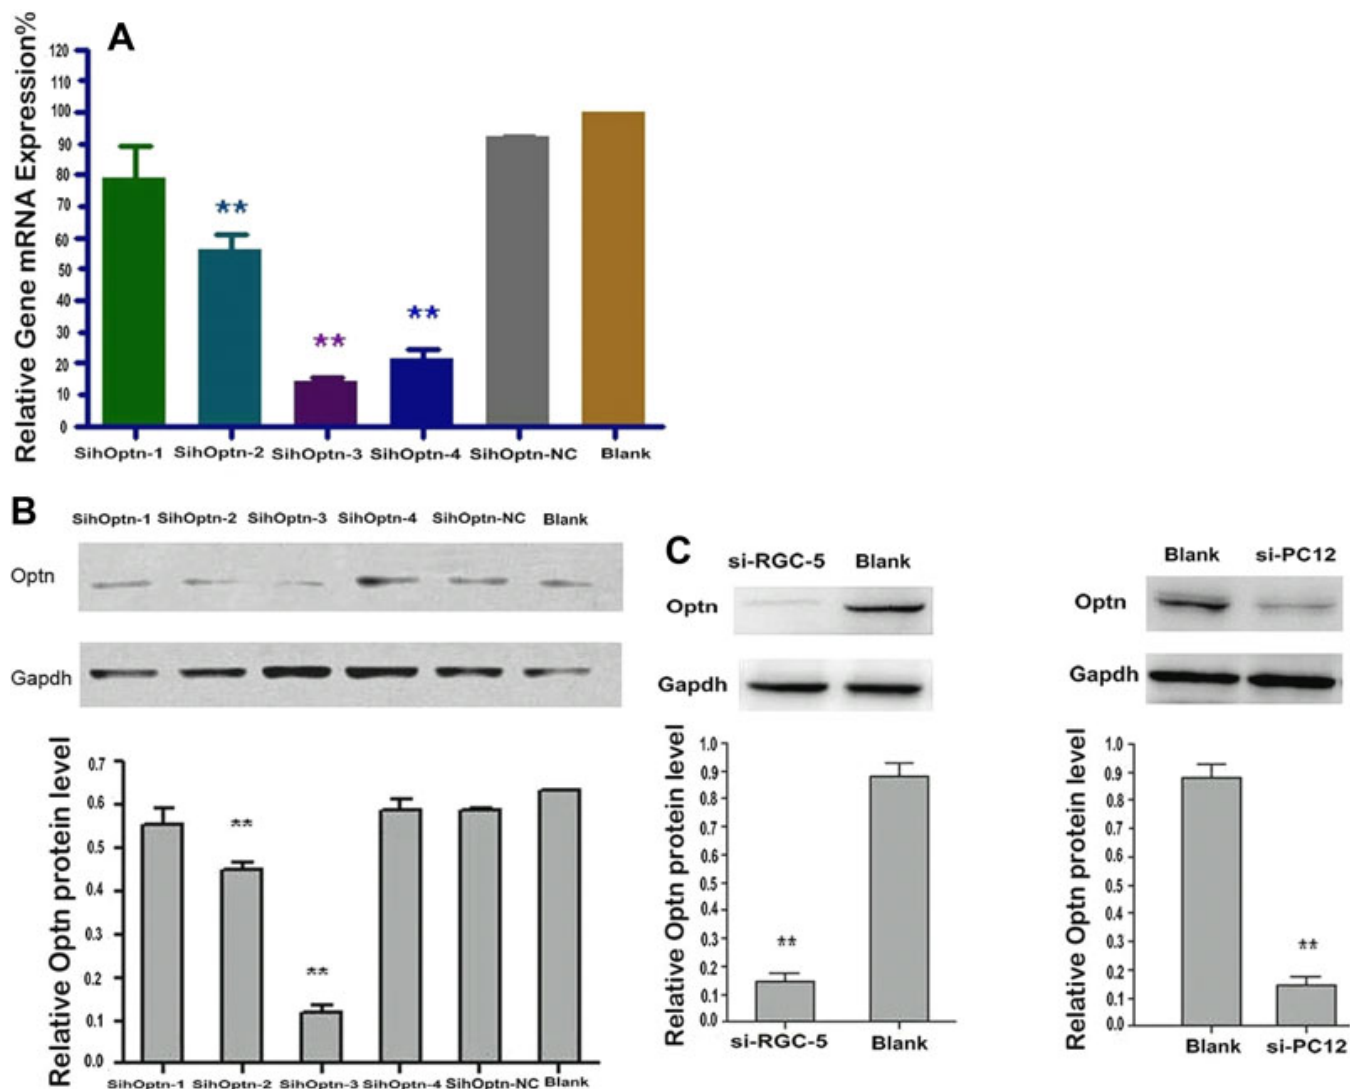 A
Relative Gene mRNA Expression%
120
110
100
90
80
70
60
50
40
30
20
10
0
**
**
**
SihOptn-1 SihOptn-2 SihOptn-3 SihOptn-4 SihOptn-NC Blank
B
SihOptn-1 SihOptn-2 SihOptn-3 SihOptn-4 SihOptn-NC Blank
Optn
Gapdh
Relative Optn protein level
0.7
0.6
0.5
0.4
0.3
0.2
0.1
0.0
**
**
SihOptn-1 SihOptn-2 SihOptn-3 SihOptn-4 SihOptn-NC Blank
C
si-RGC-5 Blank
Optn
Gapdh
Relative Optn protein level
1.0
0.9
0.8
0.7
0.6
0.5
0.4
0.3
0.2
0.1
0.0
**
si-RGC-5 Blank
Blank si-PC12
Optn
Gapdh
Relative Optn protein level
1.0
0.9
0.8
0.7
0.6
0.5
0.4
0.3
0.2
0.1
0.0
**
Blank si-PC12